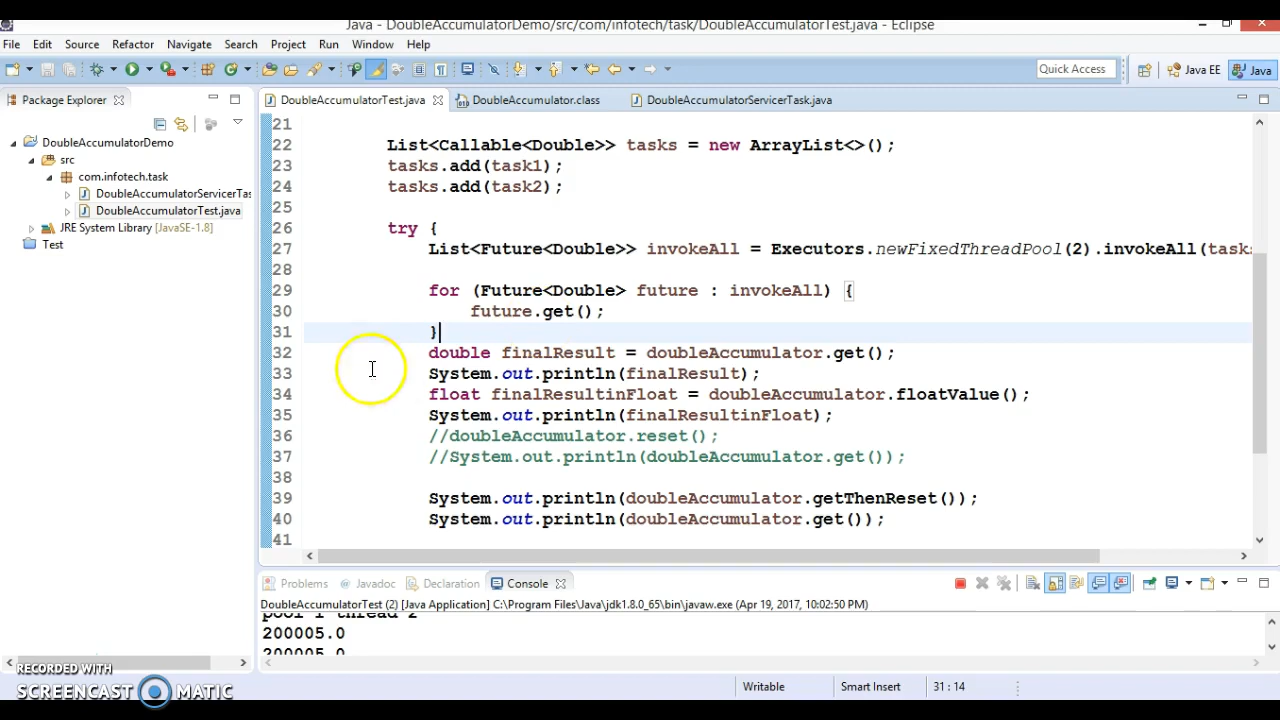 Java - DoubleAccumulatorDemo/src/com/infotech/task/DoubleAccumulatorTest.java - Eclipse
File Edit Source Refactor Navigate Search Project Run Window Help
Quick Access
Java EE
Java
Package Explorer
DoubleAccumulatorTest.java
DoubleAccumulator.class
DoubleAccumulatorServicerTask.java
DoubleAccumulatorDemo
src
com.infotech.task
DoubleAccumulatorServicerTas
DoubleAccumulatorTest.java
JRE System Library [JavaSE-1.8]
Test
21
22 List<Callable<Double>> tasks = new ArrayList<>();
23 tasks.add(task1);
24 tasks.add(task2);
25
26 try {
27 List<Future<Double>> invokeAll = Executors.newFixedThreadPool(2).invokeAll(tasks
28
29 for (Future<Double> future : invokeAll) {
30 future.get();
31 }
32 double finalResult = doubleAccumulator.get();
33 System.out.println(finalResult);
34 float finalResultinFloat = doubleAccumulator.floatValue();
35 System.out.println(finalResultinFloat);
36 //doubleAccumulator.reset();
37 //System.out.println(doubleAccumulator.get());
38
39 System.out.println(doubleAccumulator.getThenReset());
40 System.out.println(doubleAccumulator.get());
41
Problems @ Javadoc Declaration Console
DoubleAccumulatorTest (2) [Java Application] C:\Program Files\Java\jdk1.8.0_65\bin\javaw.exe (Apr 19, 2017, 10:02:50 PM)
pool-1-thread-2
200005.0
200005.0
Writable
Smart Insert
31 : 14
RECORDED WITH
SCREENCAST MATIC